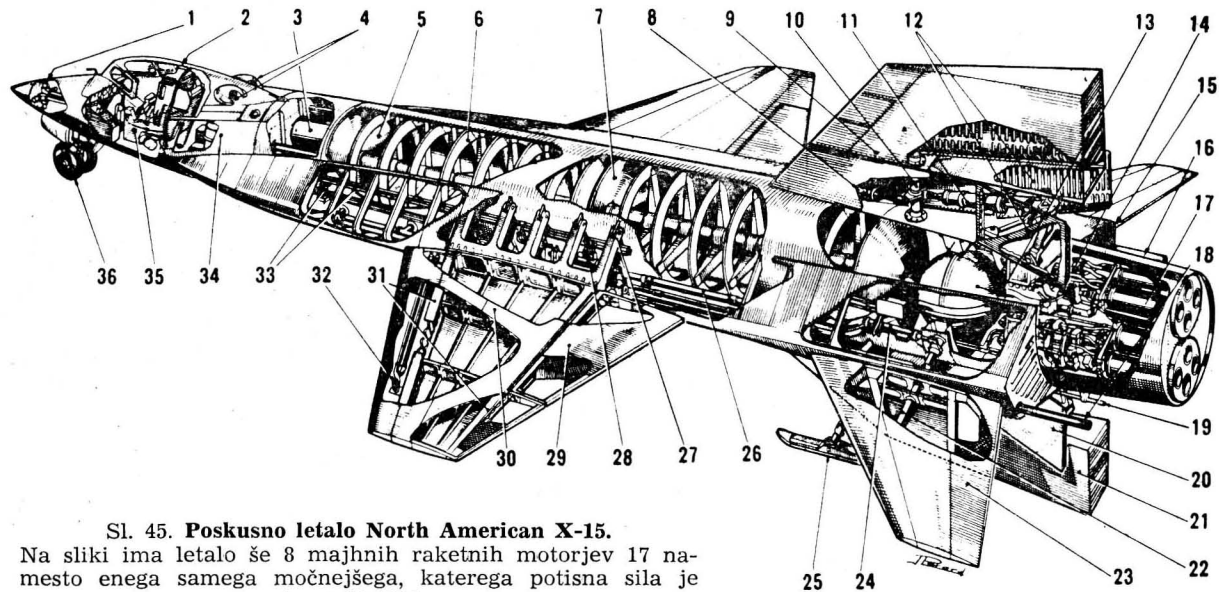 1 2 3 4 5 6 7 8 9 10 11 12 13 14
15
16
17
18
36 35 34 33 32 31
30 29 28 27 26
19
20
21
25 24 23 22
Sl. 45. Poskusno letalo North American X-15.
Na sliki ima letalo še 8 majhnih raketnih motorjev 17 na-
mesto enega samega močnejšega, katerega potisna sila je